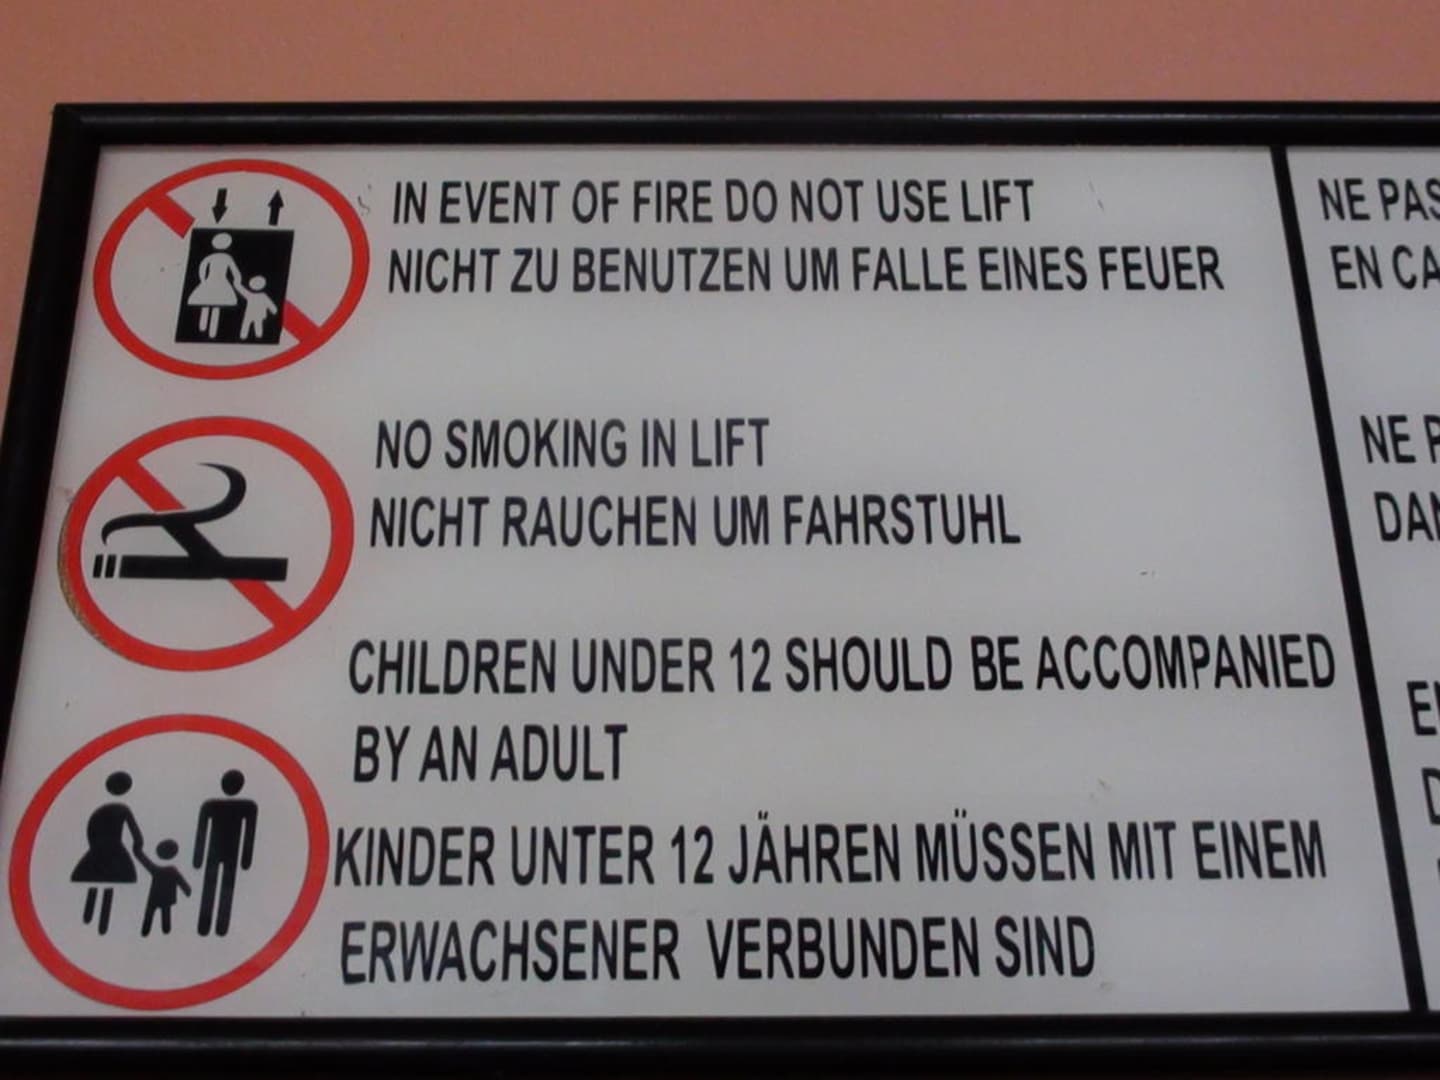 IN EVENT OF FIRE DO NOT USE LIFT
NICHT ZU BENUTZEN UM FALLE EINES FEUER
NO SMOKING IN LIFT
NICHT RAUCHEN UM FAHRSTUHL
CHILDREN UNDER 12 SHOULD BE ACCOMPANIED
BY AN ADULT
KINDER UNTER 12 JÄHREN MÜSSEN MIT EINEM
ERWACHSENER VERBUNDEN SIND
NE PAS
EN CA
NE P
DAN